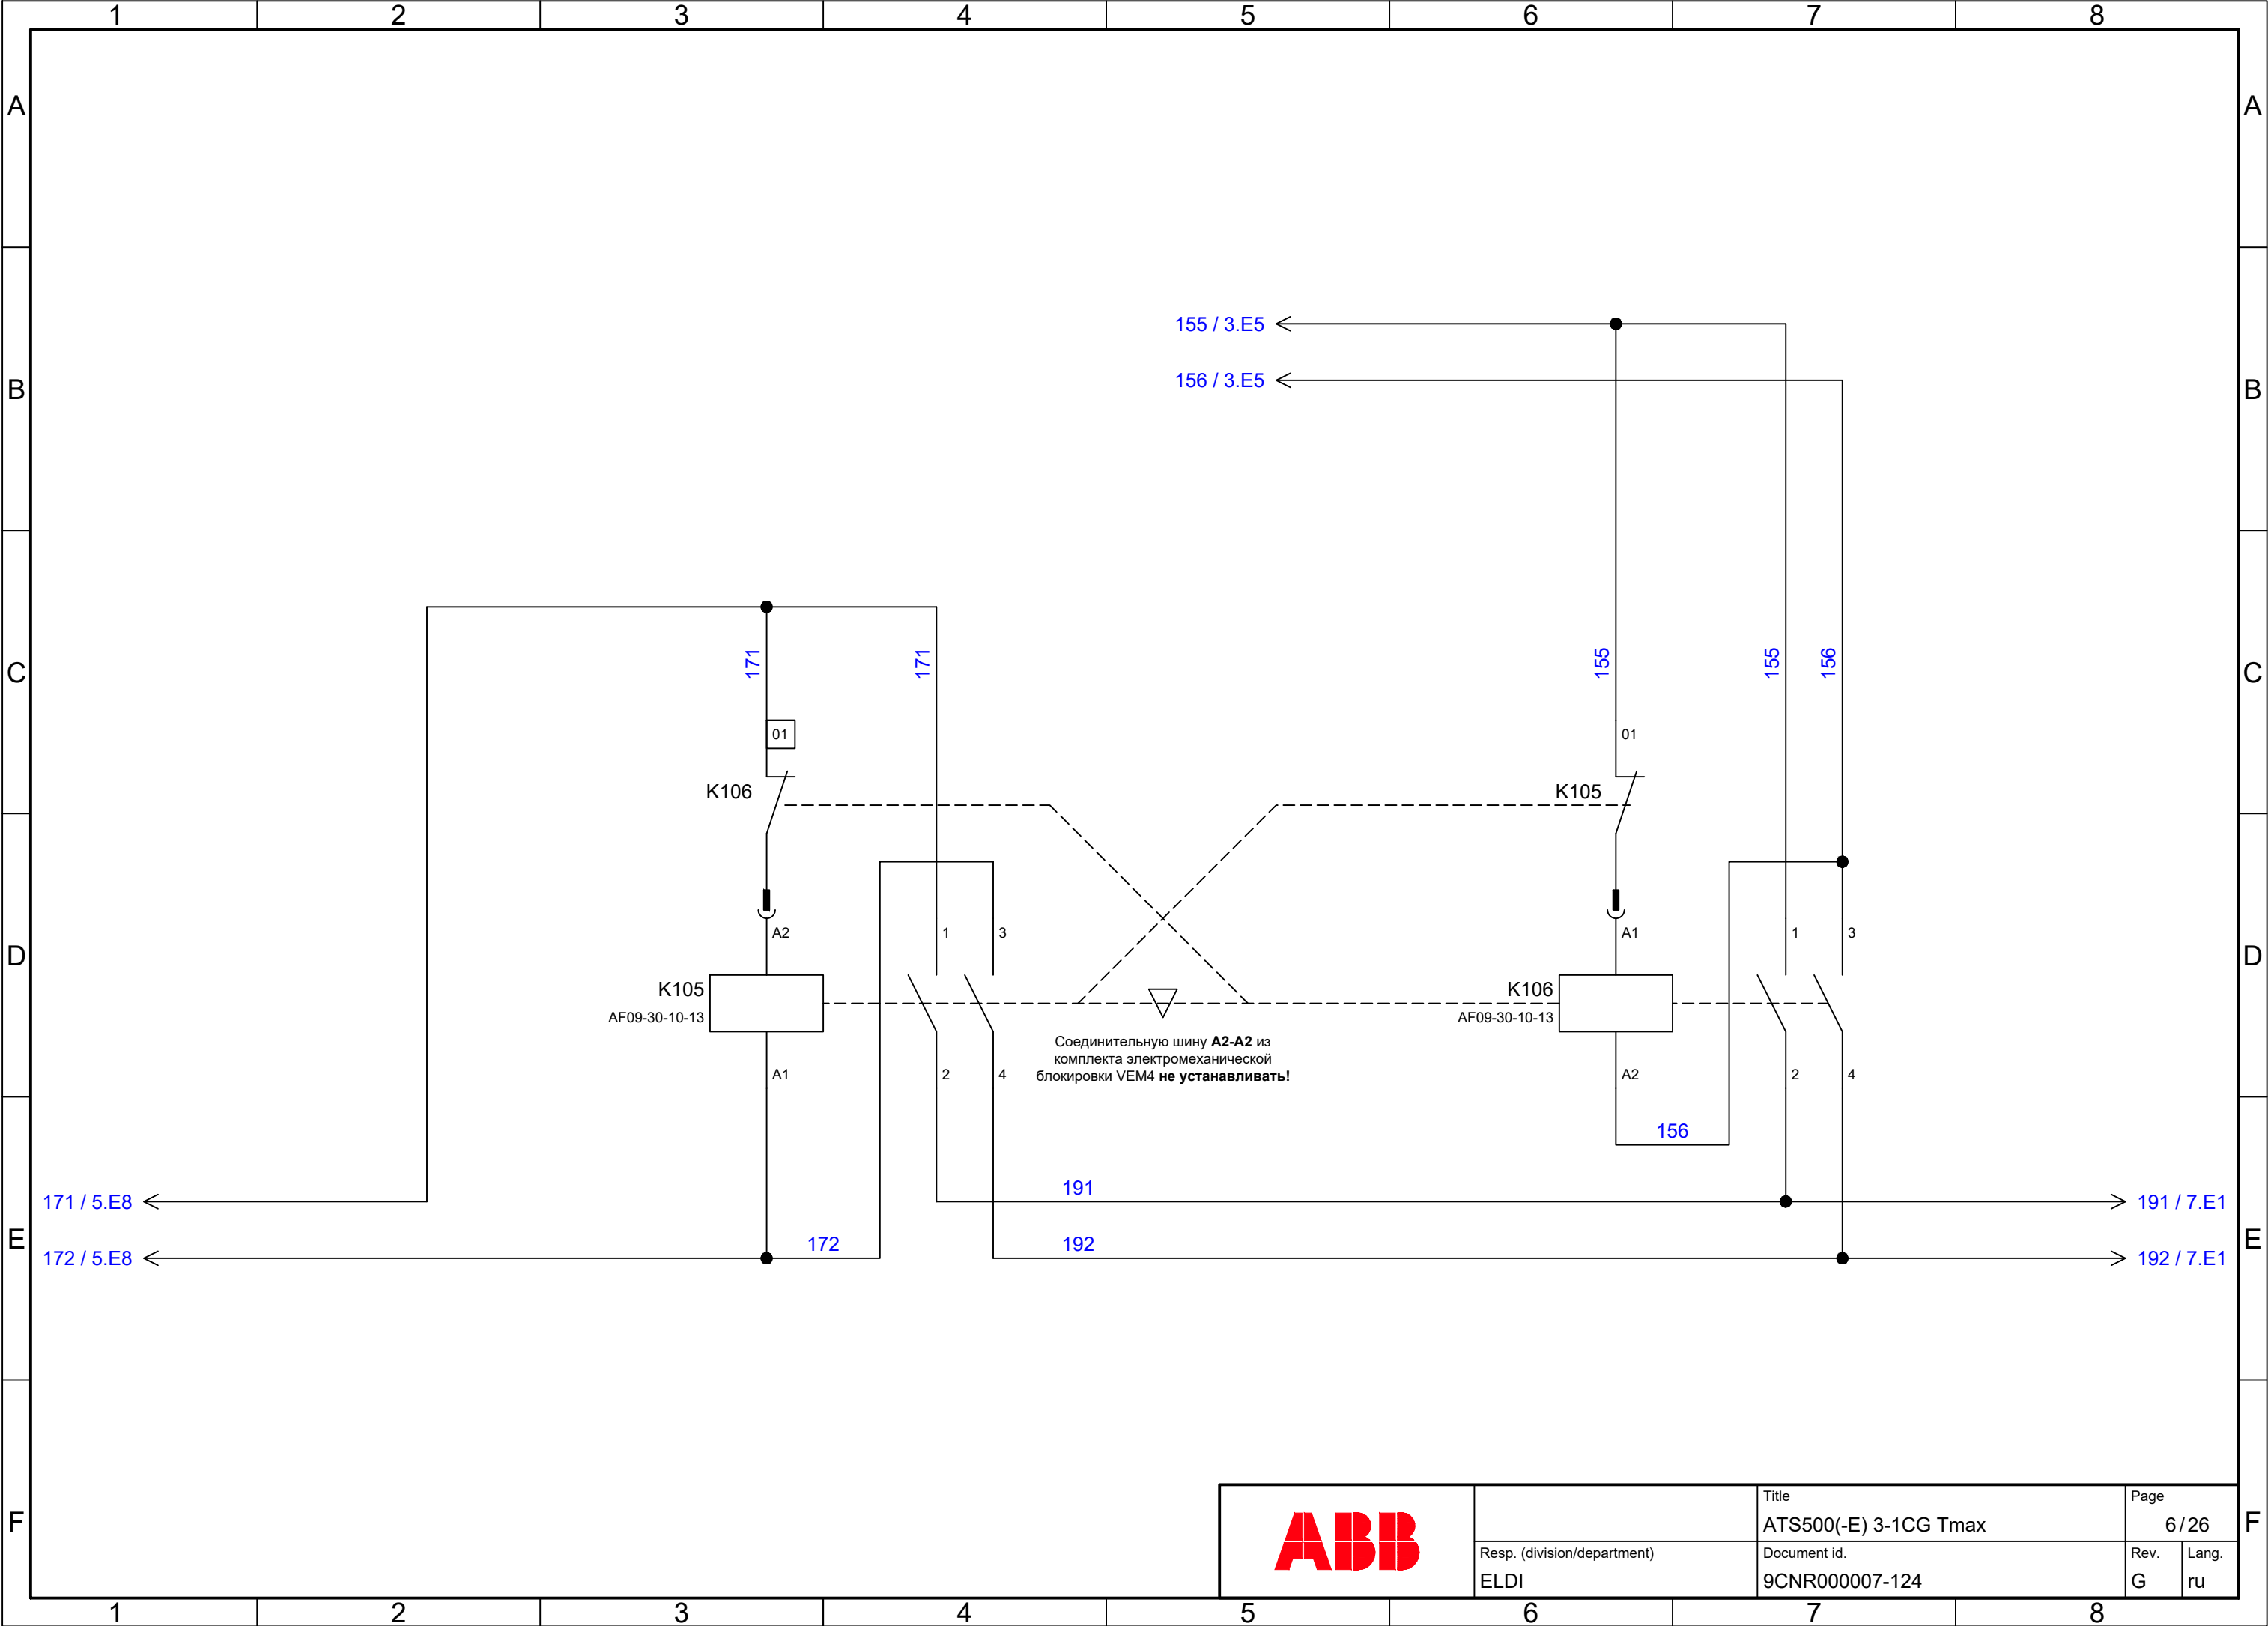 1 2 3 4 5 6 7 8
A A
155 / 3.E5
156 / 3.E5
B B
171 171 155 155 156
C C
01 01
K106 K105
A2 1 3 A1 1 3
D D
K105 K106
AF09-30-10-13 AF09-30-10-13
Соединительную шину A2-A2 из
комплекта электромеханической
блокировки VEM4 не устанавливать!
A1 2 4 A2 2 4
156
191
171 / 5.E8 191 / 7.E1
E E
172 192
172 / 5.E8 192 / 7.E1
F F
ABB
Title
ATS500(-E) 3-1CG Tmax
Page
6/26
Resp. (division/department)
ELDI
Document id.
9CNR000007-124
Rev.
G
Lang.
ru
1 2 3 4 5 6 7 8